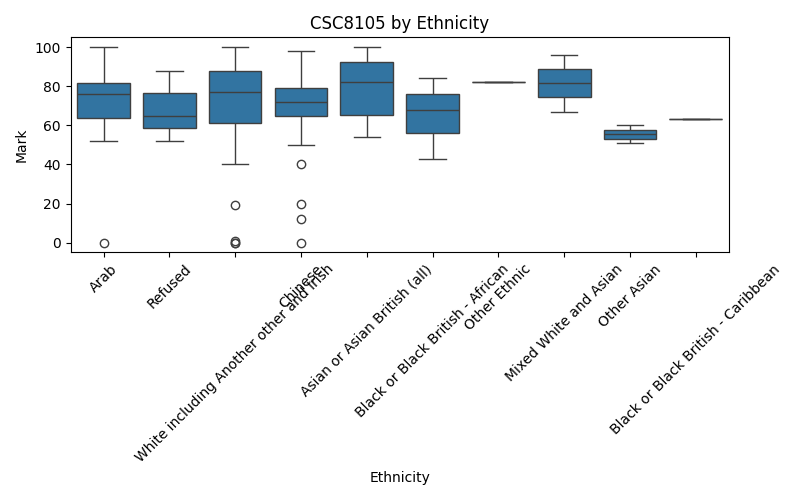 CSC8105 by Ethnicity
100
80
60
40
20
0
Mark
Arab
Refused
White including Another other and Irish
Chinese
Asian or Asian British (all)
Black or Black British - African
Other Ethnic
Mixed White and Asian
Other Asian
Black or Black British - Caribbean
Ethnicity